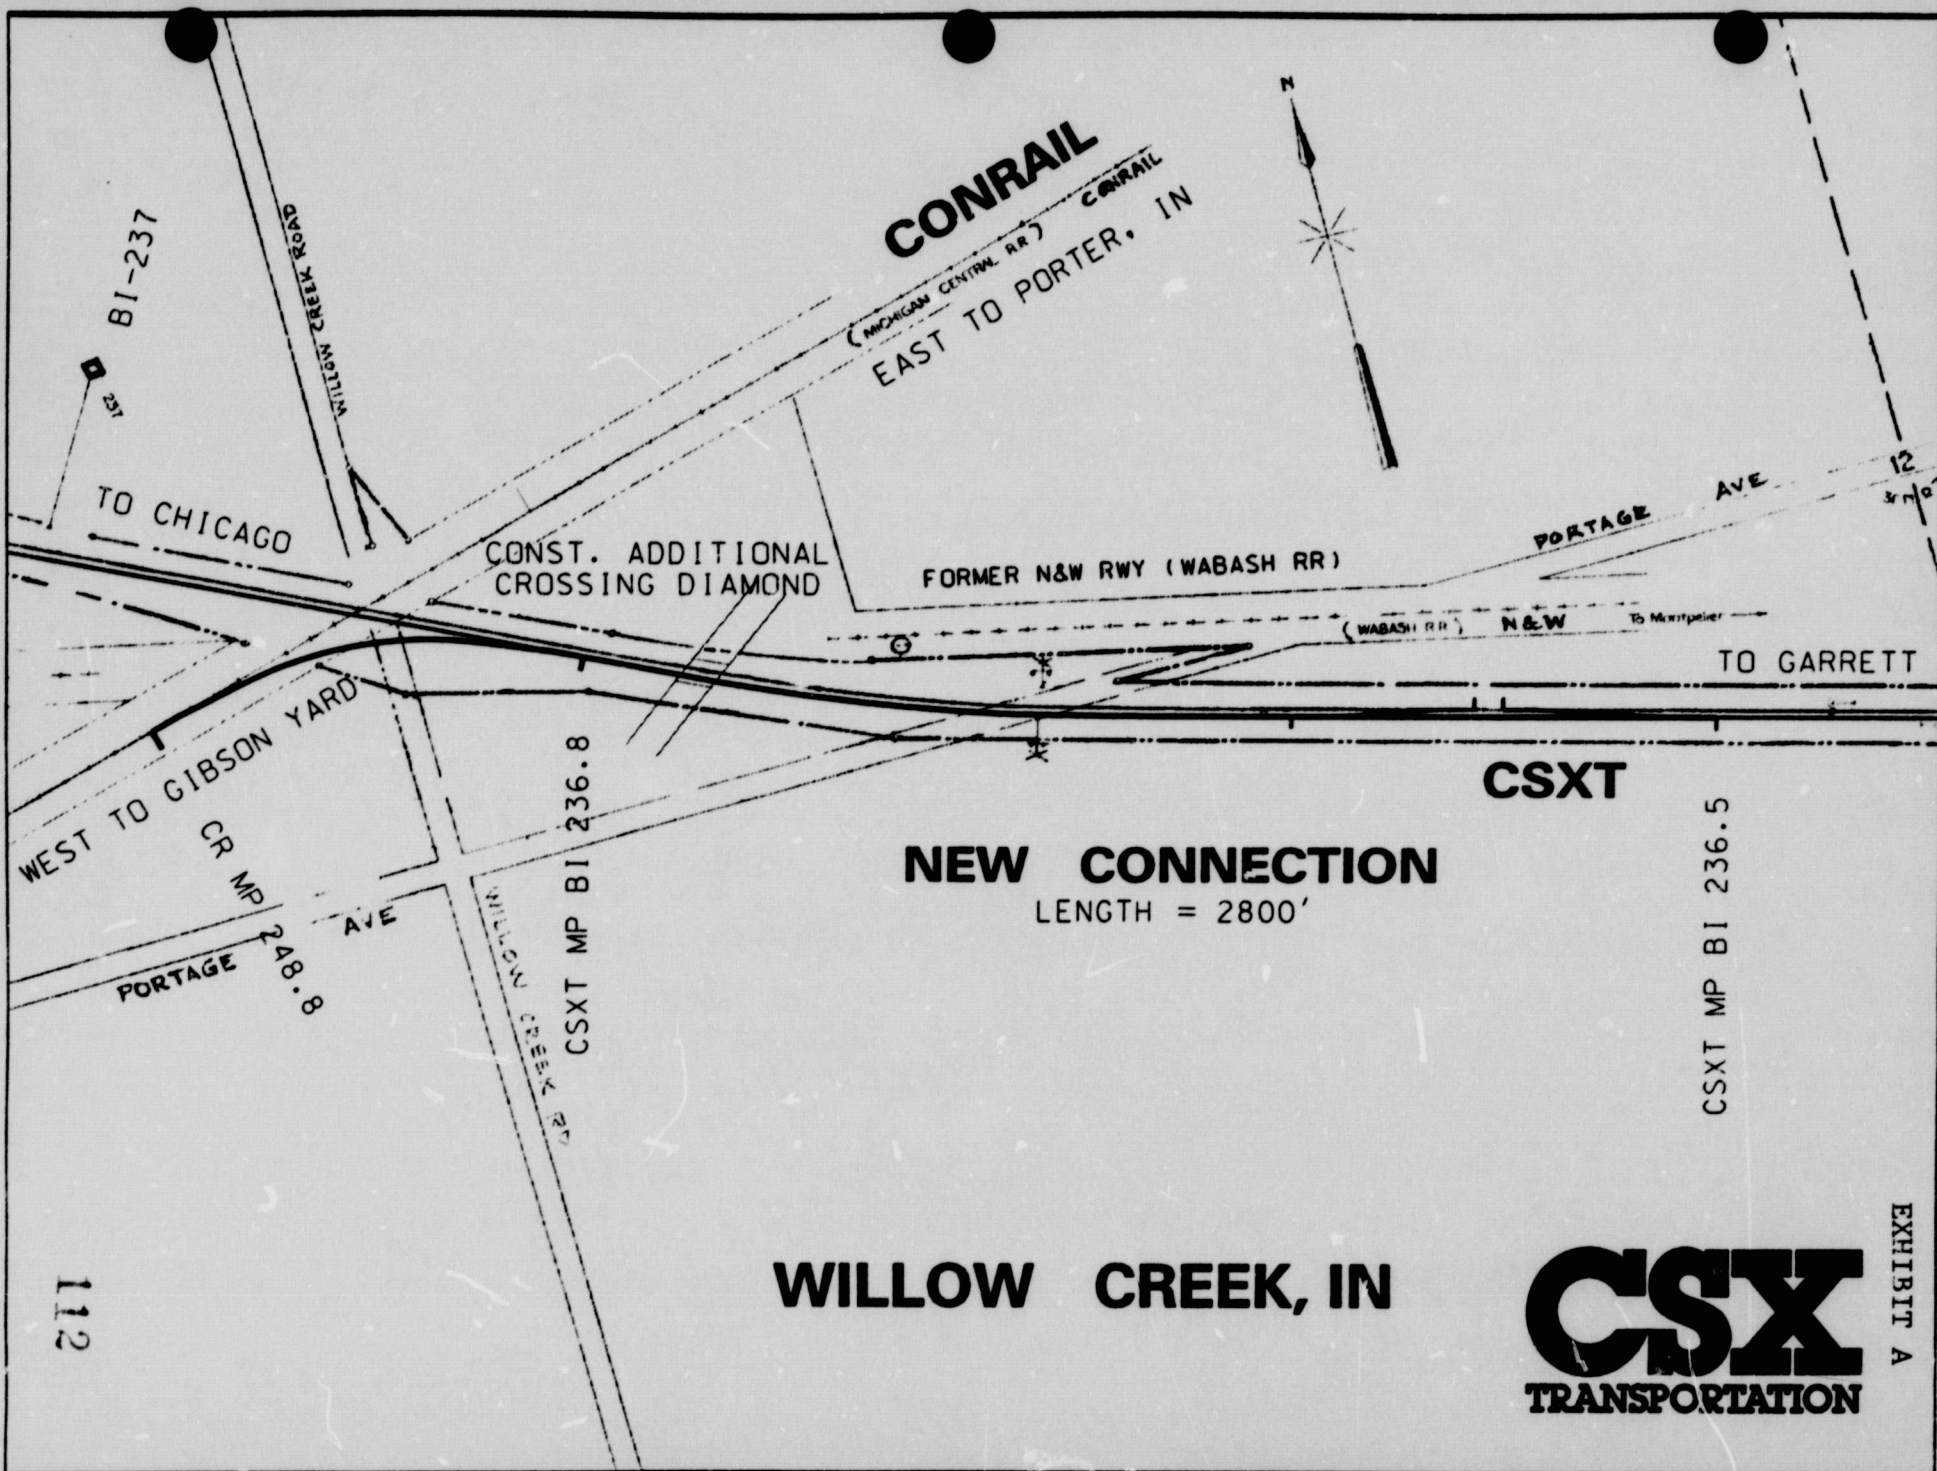 N
CONRAIL
CONRAIL
(MICHIGAN CENTRAL RR)
EAST TO PORTER, IN
BI-237
237
WILLOW CREEK ROAD
TO CHICAGO
CONST. ADDITIONAL
CROSSING DIAMOND
FORMER N&W RWY (WABASH RR)
PORTAGE AVE
12
(WABASH RR) N&W To Montpelier
TO GARRETT
WEST TO GIBSON YARD
CR MP 248.8
CSXT MP BI 236.8
CSXT
CSXT MP BI 236.5
NEW CONNECTION
LENGTH = 2800'
PORTAGE AVE
WILLOW CREEK RD
WILLOW CREEK, IN
CSX
TRANSPORTATION
EXHIBIT A
112